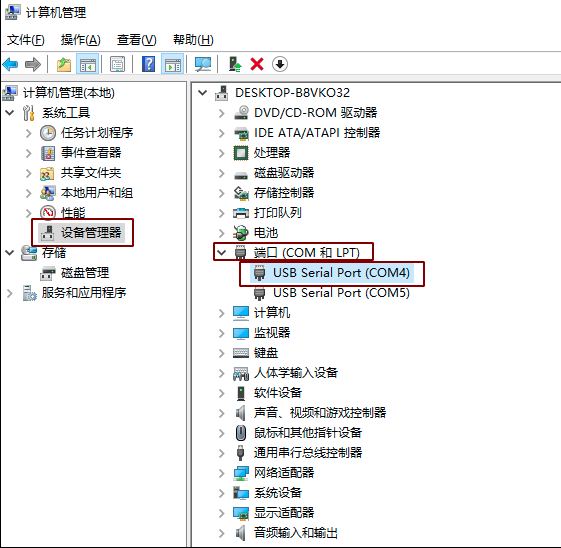 计算机管理
文件(F) 操作(A) 查看(V) 帮助(H)
计算机管理(本地)
系统工具
任务计划程序
事件查看器
共享文件夹
本地用户和组
性能
设备管理器
存储
磁盘管理
服务和应用程序
DESKTOP-B8VKO32
DVD/CD-ROM 驱动器
IDE ATA/ATAPI 控制器
处理器
磁盘驱动器
存储控制器
打印队列
电池
端口 (COM 和 LPT)
USB Serial Port (COM4)
USB Serial Port (COM5)
计算机
监视器
键盘
人体学输入设备
软件设备
声音、视频和游戏控制器
鼠标和其他指针设备
通用串行总线控制器
网络适配器
系统设备
显示适配器
音频输入和输出